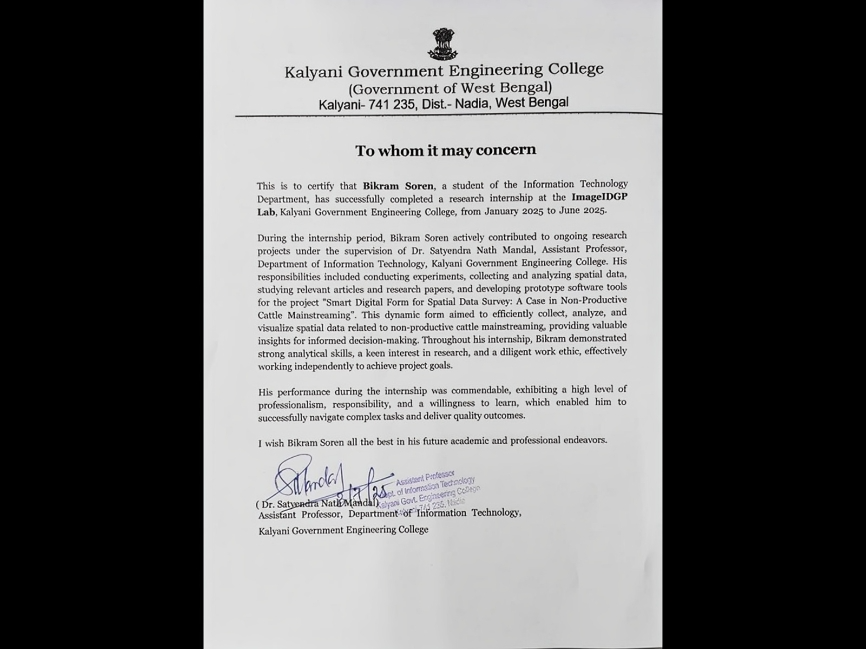 Kalyani Government Engineering College
(Government of West Bengal)
Kalyani- 741 235, Dist.- Nadia, West Bengal
To whom it may concern
This is to certify that Bikram Soren, a student of the Information Technology
Department, has successfully completed a research internship at the ImageIDGP
Lab, Kalyani Government Engineering College, from January 2025 to June 2025.
During the internship period, Bikram Soren actively contributed to ongoing research
projects under the supervision of Dr. Satyendra Nath Mandal, Assistant Professor,
Department of Information Technology, Kalyani Government Engineering College. His
responsibilities included conducting experiments, collecting and analyzing spatial data,
studying relevant articles and research papers, and developing prototype software tools
for the project "Smart Digital Form for Spatial Data Survey: A Case in Non-Productive
Cattle Mainstreaming". This dynamic form aimed to efficiently collect, analyze, and
visualize spatial data related to non-productive cattle mainstreaming, providing valuable
insights for informed decision-making. Throughout his internship, Bikram demonstrated
strong analytical skills, a keen interest in research, and a diligent work ethic, effectively
working independently to achieve project goals.
His performance during the internship was commendable, exhibiting a high level of
professionalism, responsibility, and a willingness to learn, which enabled him to
successfully navigate complex tasks and deliver quality outcomes.
I wish Bikram Soren all the best in his future academic and professional endeavors.
Assistant Professor
of Information Technology
Kalyani Govt. Engineering College
741 235, Nadia
( Dr. Satyendra Nath Mandal)
Assistant Professor, Department of Information Technology,
Kalyani Government Engineering College